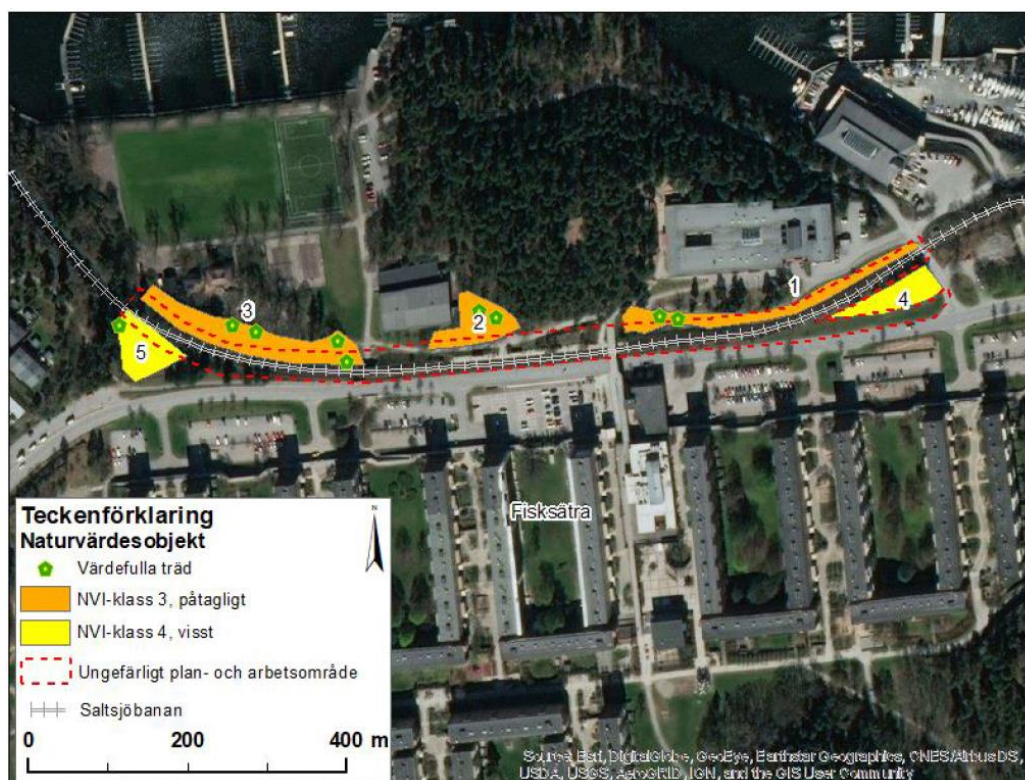 1
2
3
4
5
Fisksätra
Teckenförklaring
Naturvärdesobjekt
N
Värdefulla träd
NVI-klass 3, påtagligt
NVI-klass 4, visst
Ungefärligt plan- och arbetsområde
Saltsjöbanan
0 200 400 m
Source: Esri, DigitalGlobe, GeoEye, Earthstar Geographics, CNES/Airbus DS,
USDA, USGS, AeroGRID, IGN, and the GIS User Community